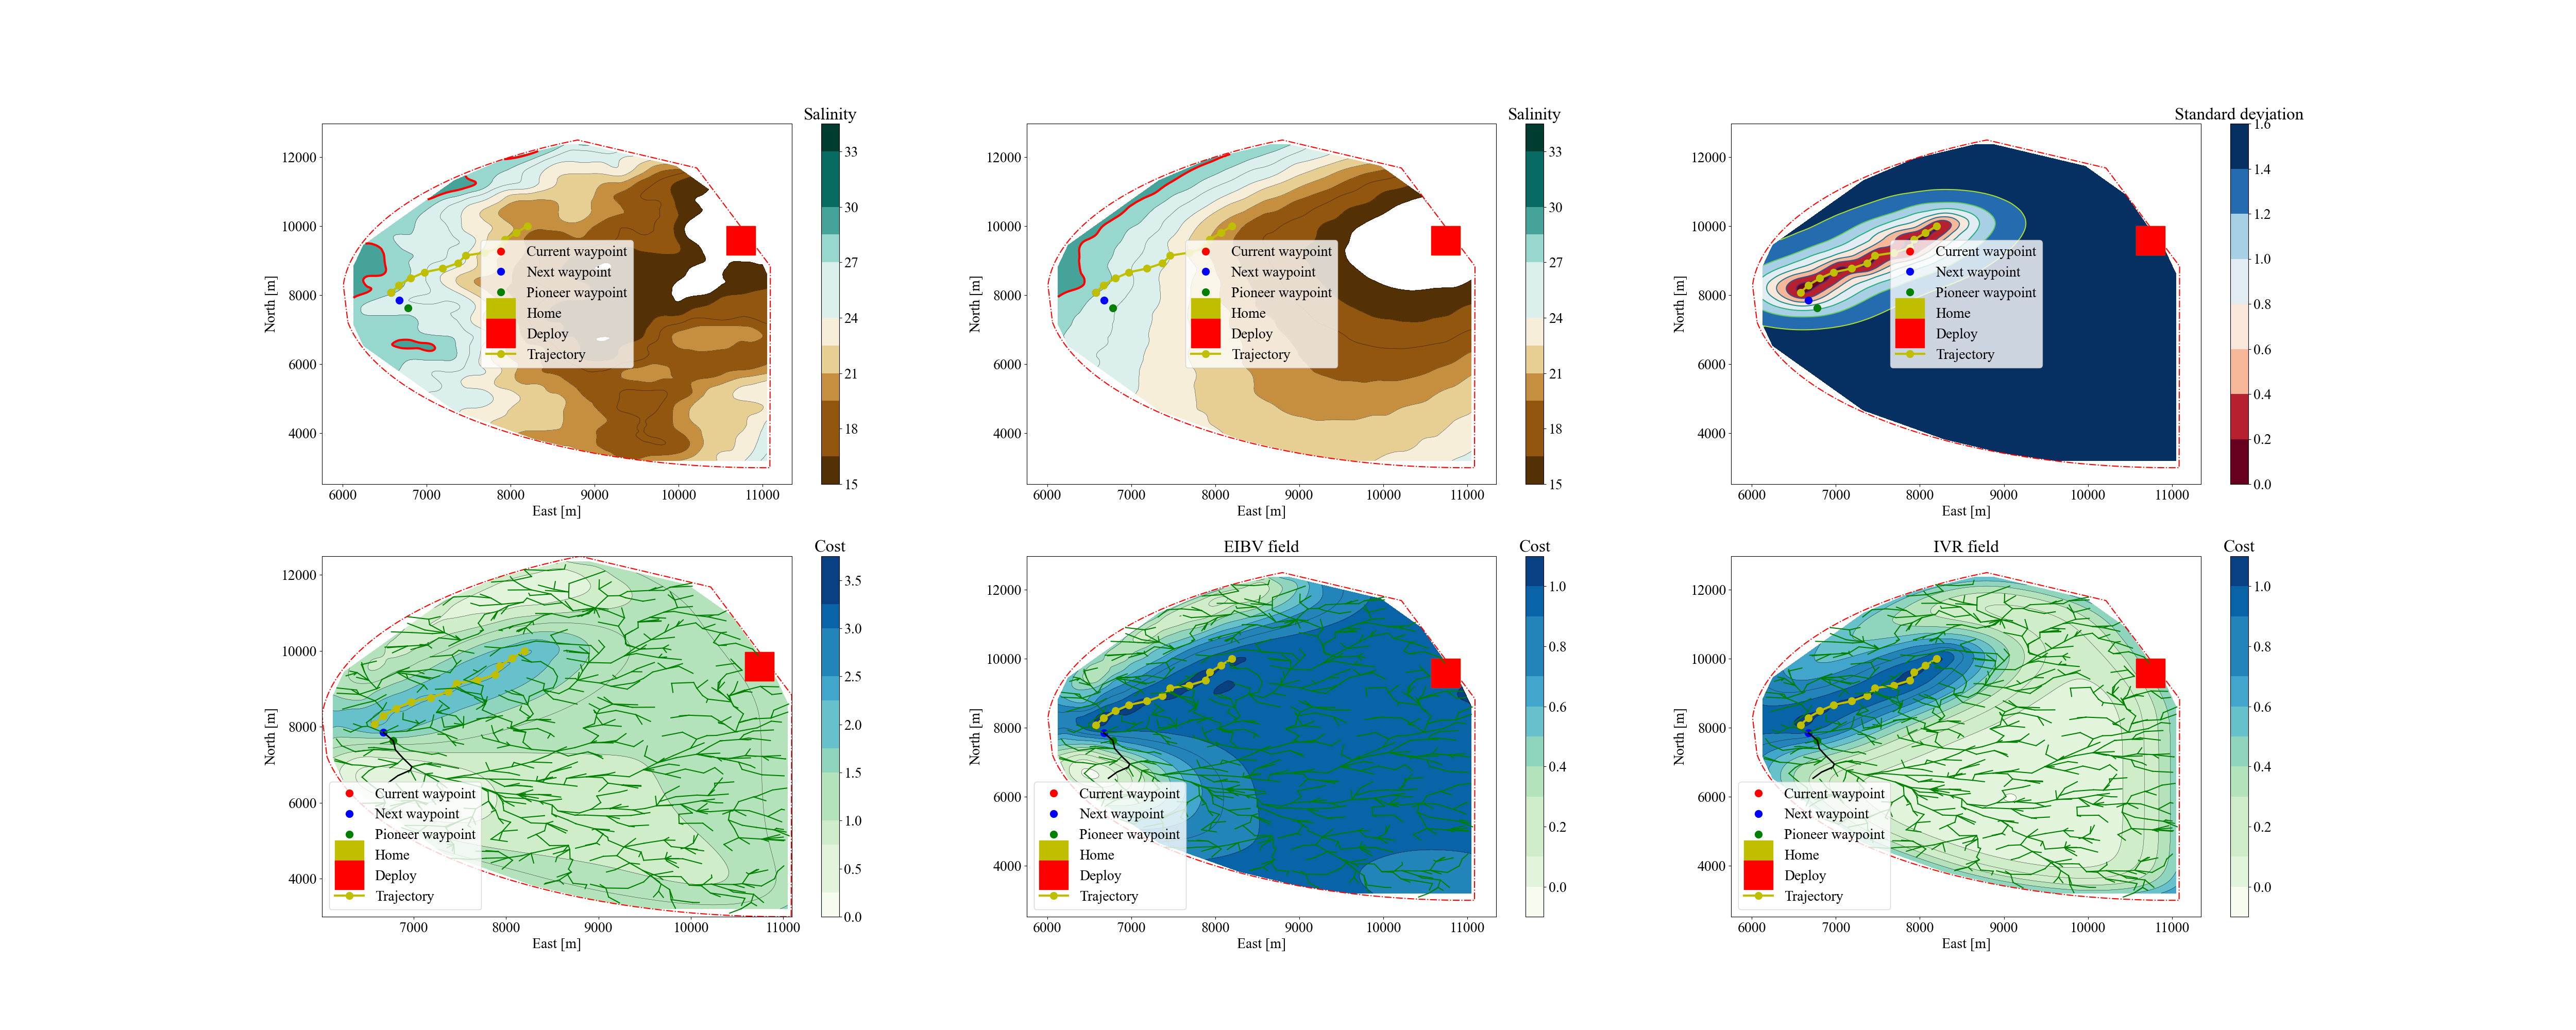 Salinity
12000
10000
8000
6000
4000
North [m]
6000 7000 8000 9000 10000 11000
East [m]
33
30
27
24
21
18
15
Current waypoint
Next waypoint
Pioneer waypoint
Home
Deploy
Trajectory
Salinity
12000
10000
8000
6000
4000
North [m]
6000 7000 8000 9000 10000 11000
East [m]
33
30
27
24
21
18
15
Current waypoint
Next waypoint
Pioneer waypoint
Home
Deploy
Trajectory
Standard deviation
12000
10000
8000
6000
4000
North [m]
6000 7000 8000 9000 10000 11000
East [m]
1.6
1.4
1.2
1.0
0.8
0.6
0.4
0.2
0.0
Current waypoint
Next waypoint
Pioneer waypoint
Home
Deploy
Trajectory
Cost
12000
10000
8000
6000
4000
North [m]
7000 8000 9000 10000 11000
East [m]
3.5
3.0
2.5
2.0
1.5
1.0
0.5
0.0
Current waypoint
Next waypoint
Pioneer waypoint
Home
Deploy
Trajectory
EIBV field
Cost
12000
10000
8000
6000
4000
North [m]
6000 7000 8000 9000 10000 11000
East [m]
1.0
0.8
0.6
0.4
0.2
0.0
Current waypoint
Next waypoint
Pioneer waypoint
Home
Deploy
Trajectory
IVR field
Cost
12000
10000
8000
6000
4000
North [m]
6000 7000 8000 9000 10000 11000
East [m]
1.0
0.8
0.6
0.4
0.2
0.0
Current waypoint
Next waypoint
Pioneer waypoint
Home
Deploy
Trajectory